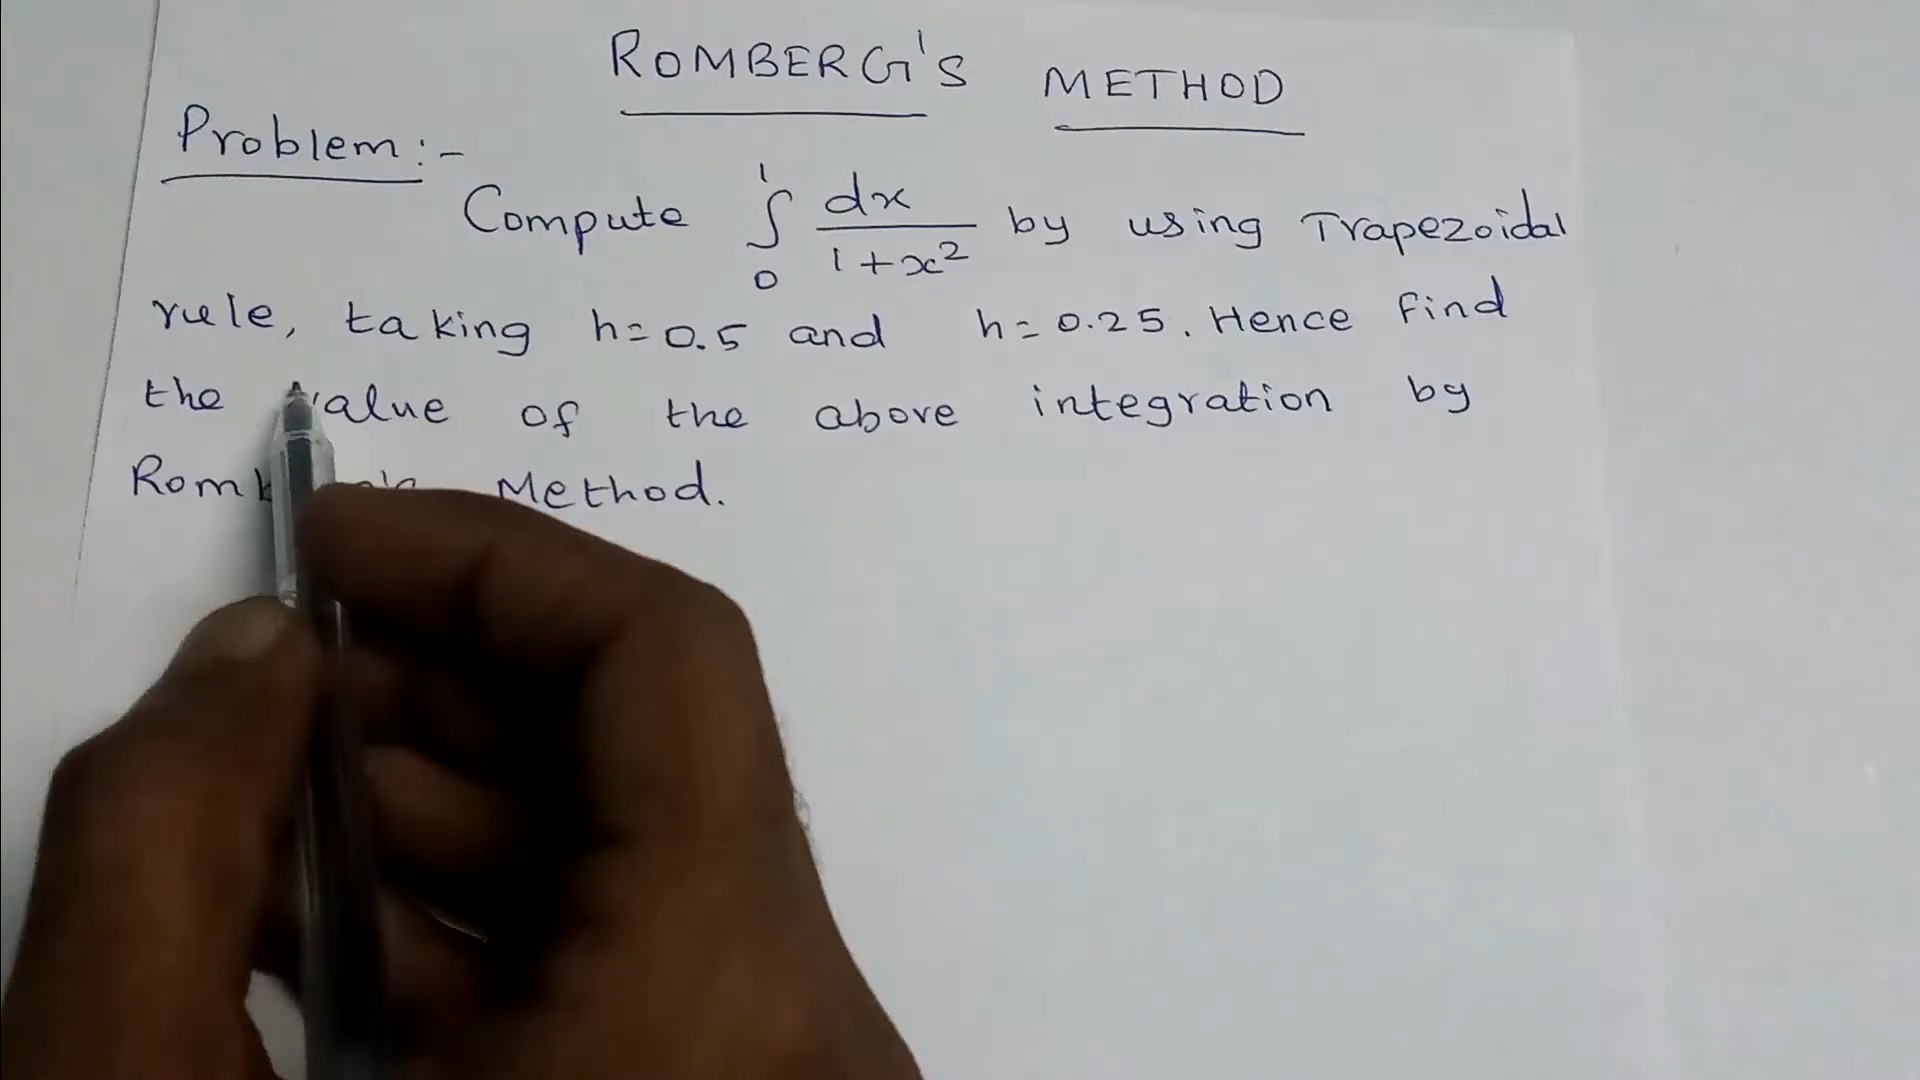 ROMBERG'S METHOD
Problem:-
Compute ∫₀¹ dx/(1+x²) by using Trapezoidal
rule, taking h=0.5 and h=0.25. Hence find
the value of the above integration by
Method.